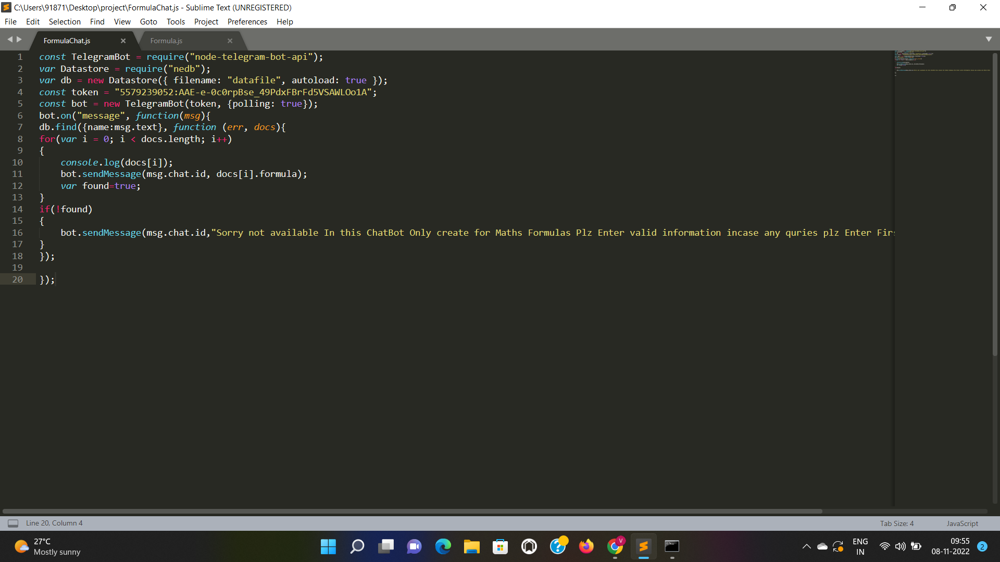 C:\Users\91871\Desktop\project\FormulaChat.js - Sublime Text (UNREGISTERED)
File Edit Selection Find View Goto Tools Project Preferences Help
FormulaChat.js Formula.js
1 const TelegramBot = require("node-telegram-bot-api");
2 var Datastore = require("nedb");
3 var db = new Datastore({ filename: "datafile", autoload: true });
4 const token = "5579239052:AAE-e-0c0rpBse_49PdxFBrFd5VSAWLOo1A";
5 const bot = new TelegramBot(token, {polling: true});
6 bot.on("message", function(msg){
7 db.find({name:msg.text}, function (err, docs){
8 for(var i = 0; i < docs.length; i++)
9 {
10 console.log(docs[i]);
11 bot.sendMessage(msg.chat.id, docs[i].formula);
12 var found=true;
13 }
14 if(!found)
15 {
16 bot.sendMessage(msg.chat.id,"Sorry not available In this ChatBot Only create for Maths Formulas Plz Enter valid information incase any quries plz Enter Firs
17 }
18 });
19
20 });
Line 20, Column 4 Tab Size: 4 JavaScript
27°C
Mostly sunny
ENG
IN
09:55
08-11-2022
2